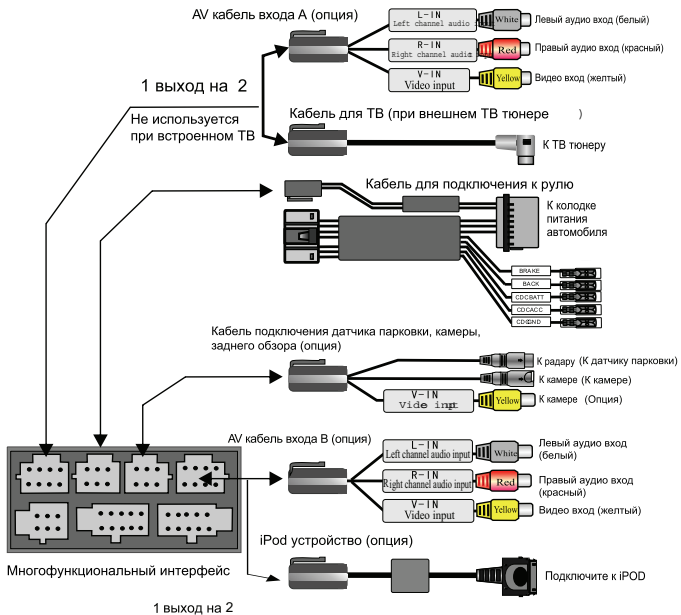 AV кабель входа А (опция)
L-IN
Left channel audio
White
Левый аудио вход (белый)
R-IN
Right channel audio
Red
Правый аудио вход (красный)
V-IN
Video input
Yellow
Видео вход (желтый)
1 выход на 2
Не используется
при встроенном ТВ
Кабель для ТВ (при внешнем ТВ тюнере )
К ТВ тюнеру
Кабель для подключения к рулю
К колодке
питания
автомобиля
BRAKE
BACK
CDCBATT
CDCACC
CDCGND
Кабель подключения датчика парковки, камеры,
заднего обзора (опция)
К радару (К датчику парковки)
К камере (К камере)
V-IN
Video input
Yellow
К камере (Опция)
AV кабель входа В (опция)
L-IN
Left channel audio input
White
Левый аудио вход
(белый)
R-IN
Right channel audio input
Red
Правый аудио вход
(красный)
V-IN
Video input
Yellow
Видео вход (желтый)
iPod устройство (опция)
Подключите к iPOD
Многофункциональный интерфейс
1 выход на 2